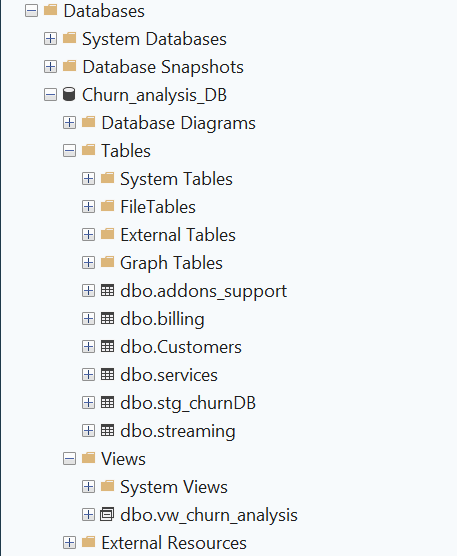 Databases
System Databases
Database Snapshots
Churn_analysis_DB
Database Diagrams
Tables
System Tables
FileTables
External Tables
Graph Tables
dbo.addons_support
dbo.billing
dbo.Customers
dbo.services
dbo.stg_churnDB
dbo.streaming
Views
System Views
dbo.vw_churn_analysis
External Resources